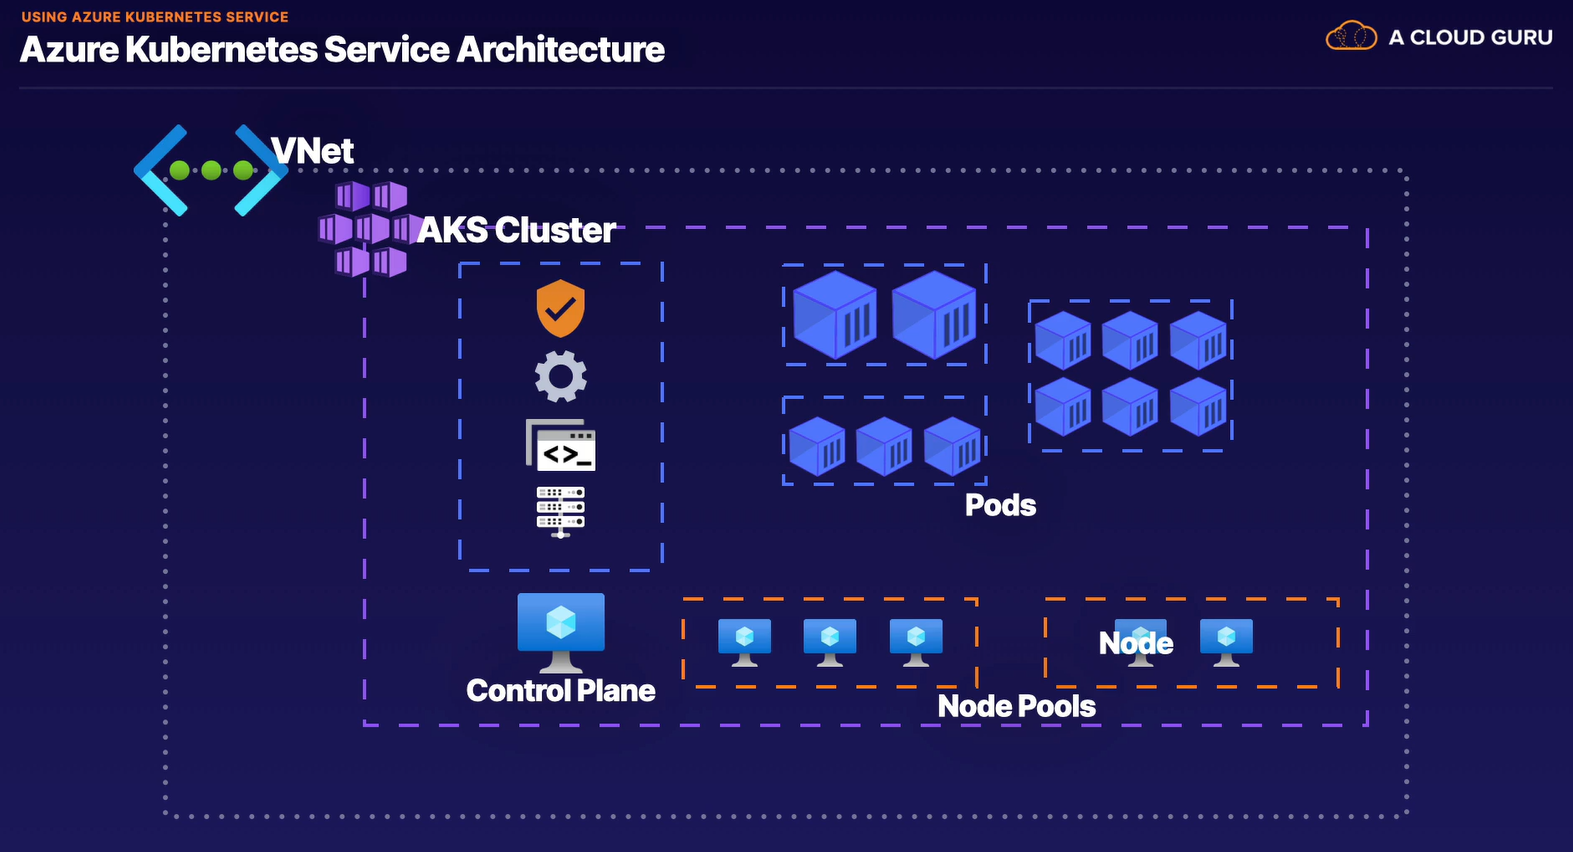 USING AZURE KUBERNETES SERVICE
Azure Kubernetes Service Architecture
A CLOUD GURU
VNet
AKS Cluster
<>_
Pods
Node
Control Plane
Node Pools